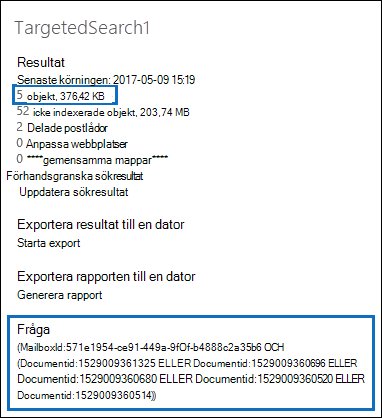 TargetedSearch1
Resultat
Senaste körningen: 2017-05-09 15:19
5 objekt, 376,42 KB
52 icke indexerade objekt, 203,74 MB
2 Delade postlådor
0 Anpassa webbplatser
0 ****gemensamma mappar****
Förhandsgranska sökresultat
Uppdatera sökresultat
Exportera resultat till en dator
Starta export
Exportera rapporten till en dator
Generera rapport
Fråga
(MailboxId:571e1954-ce91-449a-9f0f-b4888c2a35b6 OCH
(Documentid:1529009361325 ELLER Documentid:1529009360696 ELLER
Documentid:1529009360680 ELLER Documentid:1529009360520 ELLER
Documentid:1529009360514))